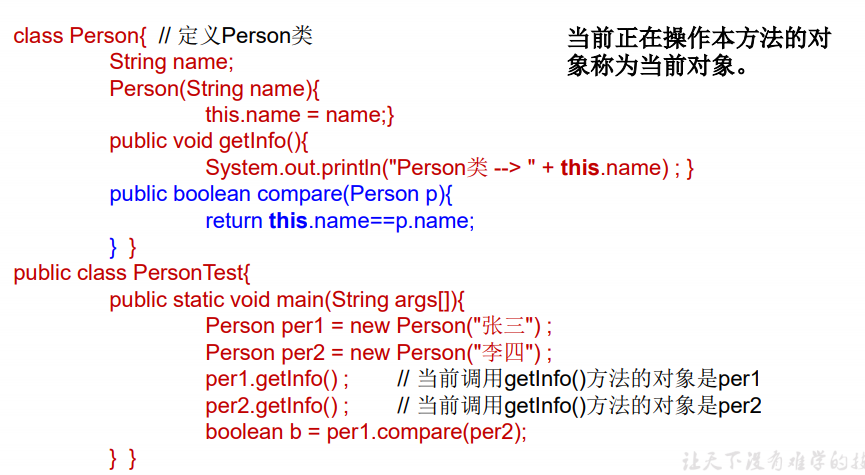 class Person{ // 定义Person类
String name;
Person(String name){
this.name = name;}
public void getInfo(){
System.out.println("Person类 --> " + this.name) ; }
public boolean compare(Person p){
return this.name==p.name;
} }
public class PersonTest{
public static void main(String args[]){
Person per1 = new Person("张三") ;
Person per2 = new Person("李四") ;
per1.getInfo() ; // 当前调用getInfo()方法的对象是per1
per2.getInfo() ; // 当前调用getInfo()方法的对象是per2
boolean b = per1.compare(per2);
} }
当前正在操作本方法的对
象称为当前对象。
让天下没有难学的技